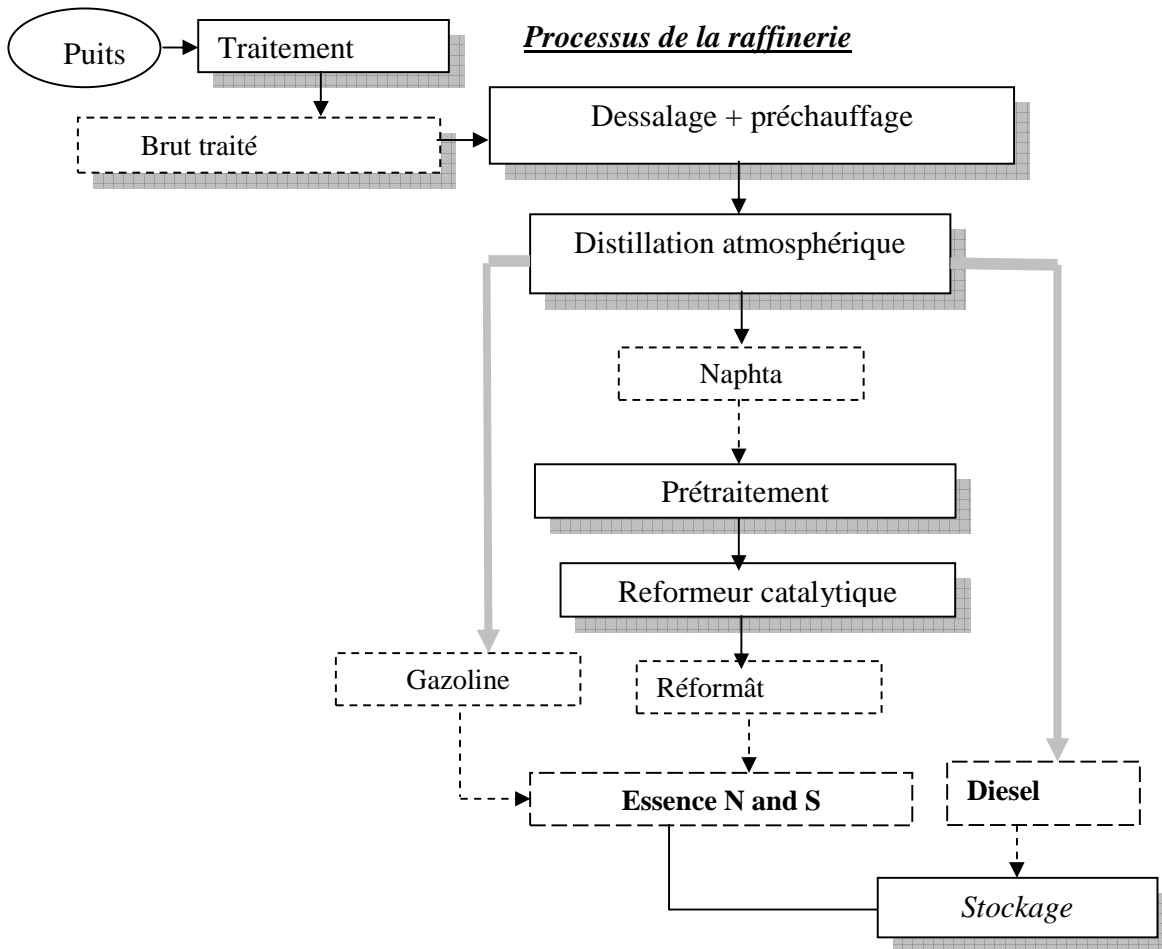 Puits
Traitement
Processus de la raffinerie
Brut traité
Dessalage + préchauffage
Distillation atmosphérique
Naphta
Prétraitement
Reformeur catalytique
Gazoline
Réformât
Essence N and S
Diesel
Stockage